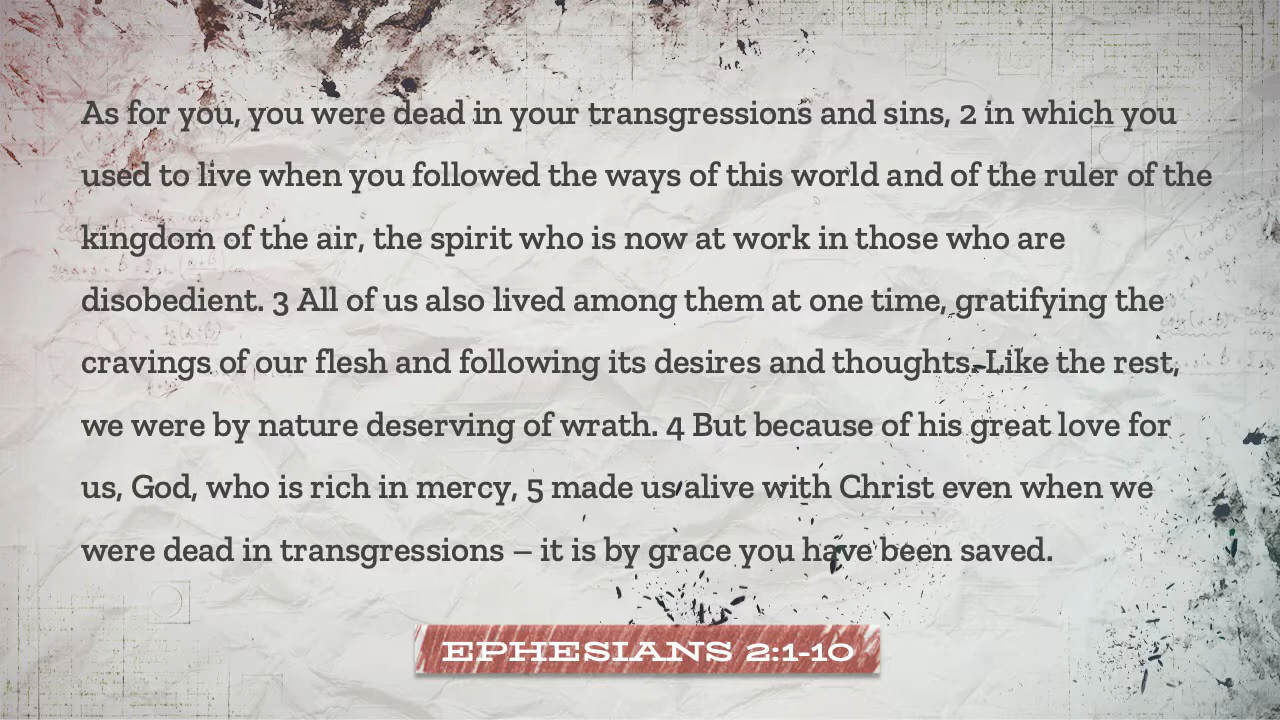 As for you, you were dead in your transgressions and sins, 2 in which you
used to live when you followed the ways of this world and of the ruler of the
kingdom of the air, the spirit who is now at work in those who are
disobedient. 3 All of us also lived among them at one time, gratifying the
cravings of our flesh and following its desires and thoughts. Like the rest,
we were by nature deserving of wrath. 4 But because of his great love for
us, God, who is rich in mercy, 5 made us alive with Christ even when we
were dead in transgressions – it is by grace you have been saved.
EPHESIANS 2:1-10